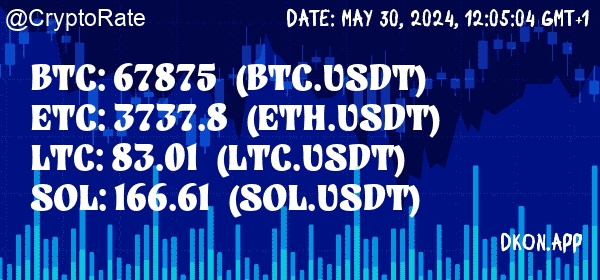 @CryptoRate
DATE: MAY 30, 2024, 12:05:04 GMT+1
BTC: 67875 (BTC.USDT)
ETC: 3737.8 (ETH.USDT)
LTC: 83.01 (LTC.USDT)
SOL: 166.61 (SOL.USDT)
DKON.APP